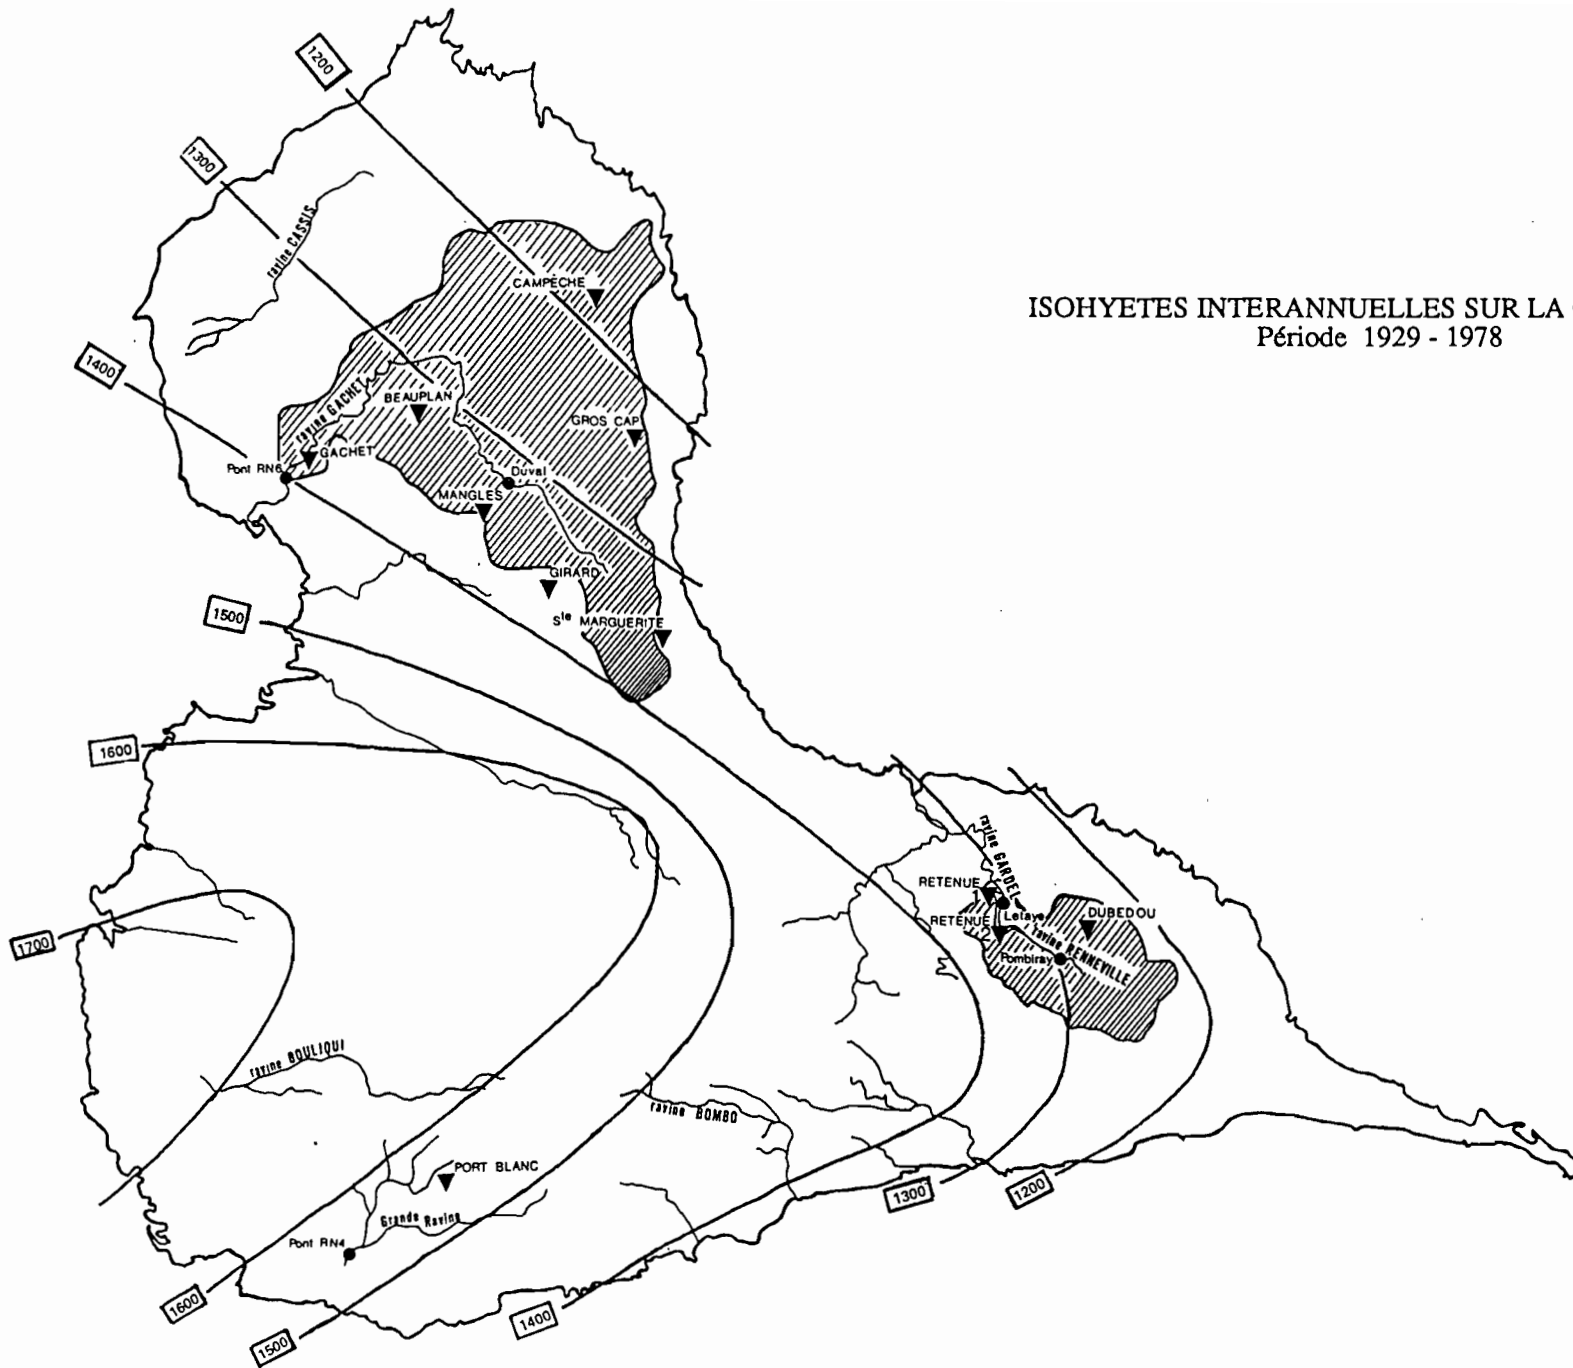 1200
1300
ravine CASSIS
CAMPÊCHE
ISOHYETES INTERANNUELLES SUR LA
Période 1929 - 1978
1400
ravine GACHET
BEAUPLAN
GROS CAP
GACHET
Pont RN6
Duval
MANGLES
GIRARD
1500
Ste MARGUERITE
1600
ravine GARDEL
RETENUE 1
Letaye
DUBEDOU
RETENUE 2
ravine RENNEVILLE
Pombiray
1700
ravine BOULIQUI
ravine BOMBO
PORT BLANC
1300
1200
Grande Ravine
Pont RN4
1600
1400
1500